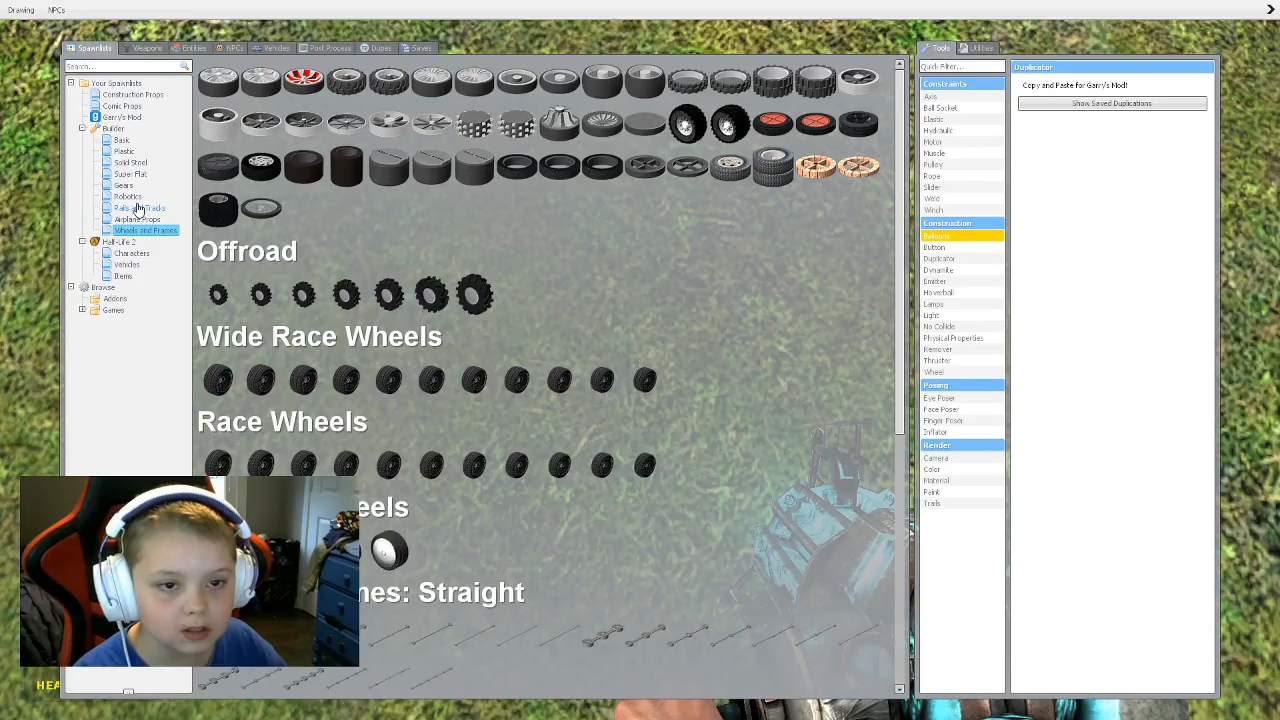 Drawing NPCs
Spawnlists Weapons Entities NPCs Vehicles Post Process Dupes Saves
Tools Utilities
Search...
Your Spawnlists
Construction Props
Comic Props
Garry's Mod
Builder
Basic
Plastic
Solid Steel
Super Flat
Gears
Robotics
Rails and Tracks
Airplane Props
Wheels and Frames
Half-Life 2
Characters
Vehicles
Items
Browse
Addons
Games
Offroad
Wide Race Wheels
Race Wheels
eels
mes: Straight
HEA
Quick Filter...
Constraints
Axis
Ball Socket
Elastic
Hydraulic
Motor
Muscle
Pulley
Rope
Slider
Weld
Winch
Construction
Balloons
Button
Duplicator
Dynamite
Emitter
Hoverball
Lamps
Light
No Collide
Physical Properties
Remover
Thruster
Wheel
Posing
Eye Poser
Face Poser
Finger Poser
Inflator
Render
Camera
Color
Material
Paint
Trails
Duplicator
Copy and Paste for Garry's Mod!
Show Saved Duplications